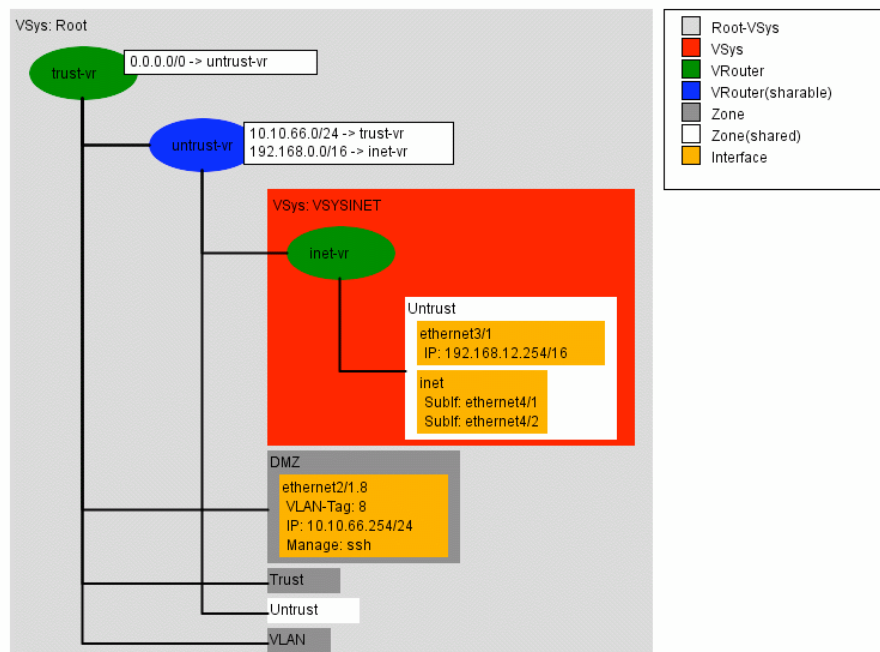 VSys: Root
trust-vr
0.0.0.0/0 -> untrust-vr
untrust-vr
10.10.66.0/24 -> trust-vr
192.168.0.0/16 -> inet-vr
VSys: VSYSINET
inet-vr
Untrust
ethernet3/1
IP: 192.168.12.254/16
inet
SubIf: ethernet4/1
SubIf: ethernet4/2
DMZ
ethernet2/1.8
VLAN-Tag: 8
IP: 10.10.66.254/24
Manage: ssh
Trust
Untrust
VLAN
Root-VSys
VSys
VRouter
VRouter(sharable)
Zone
Zone(shared)
Interface